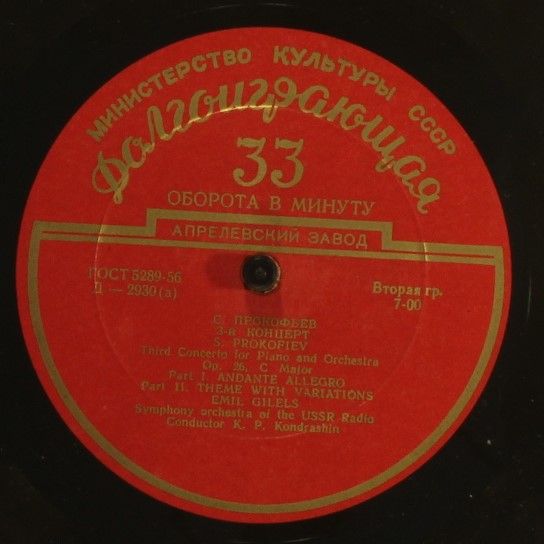 МИНИСТЕРСТВО КУЛЬТУРЫ СССР
Долгоиграющая
33
ОБОРОТА В МИНУТУ
АПРЕЛЕВСКИЙ ЗАВОД
ГОСТ 5289-56
Д — 2930 (а)
Вторая гр.
7-00
С. ПРОКОФЬЕВ
3-й КОНЦЕРТ
S. PROKOFIEV
Third Concerto for Piano and Orchestra
Op. 26, C Major
Part I. ANDANTE ALLEGRO
Part II. THEME WITH VARIATIONS
EMIL GILELS
Symphony orchestra of the USSR Radio
Conductor K. P. Kondrashin